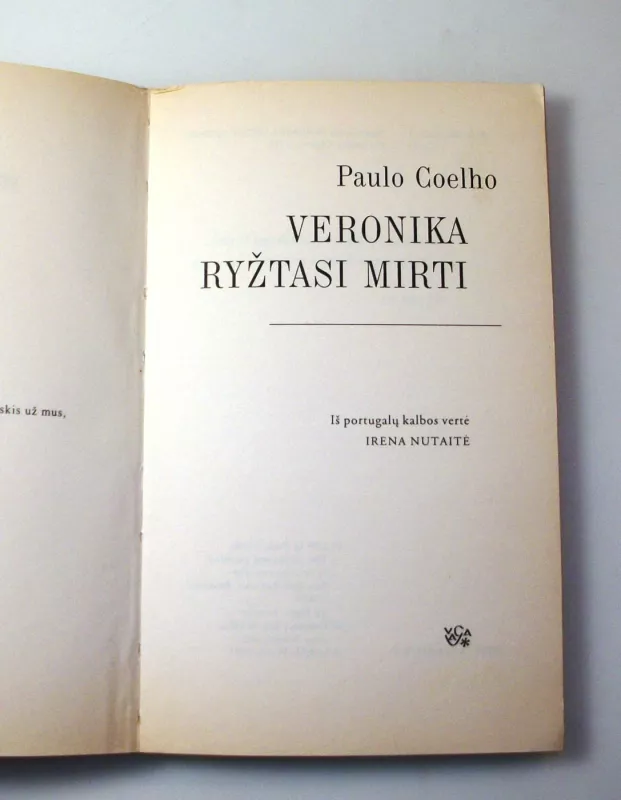 skis už mus,
Paulo Coelho
VERONIKA
RYŽTASI MIRTI
Iš portugalų kalbos vertė
IRENA NUTAITĖ